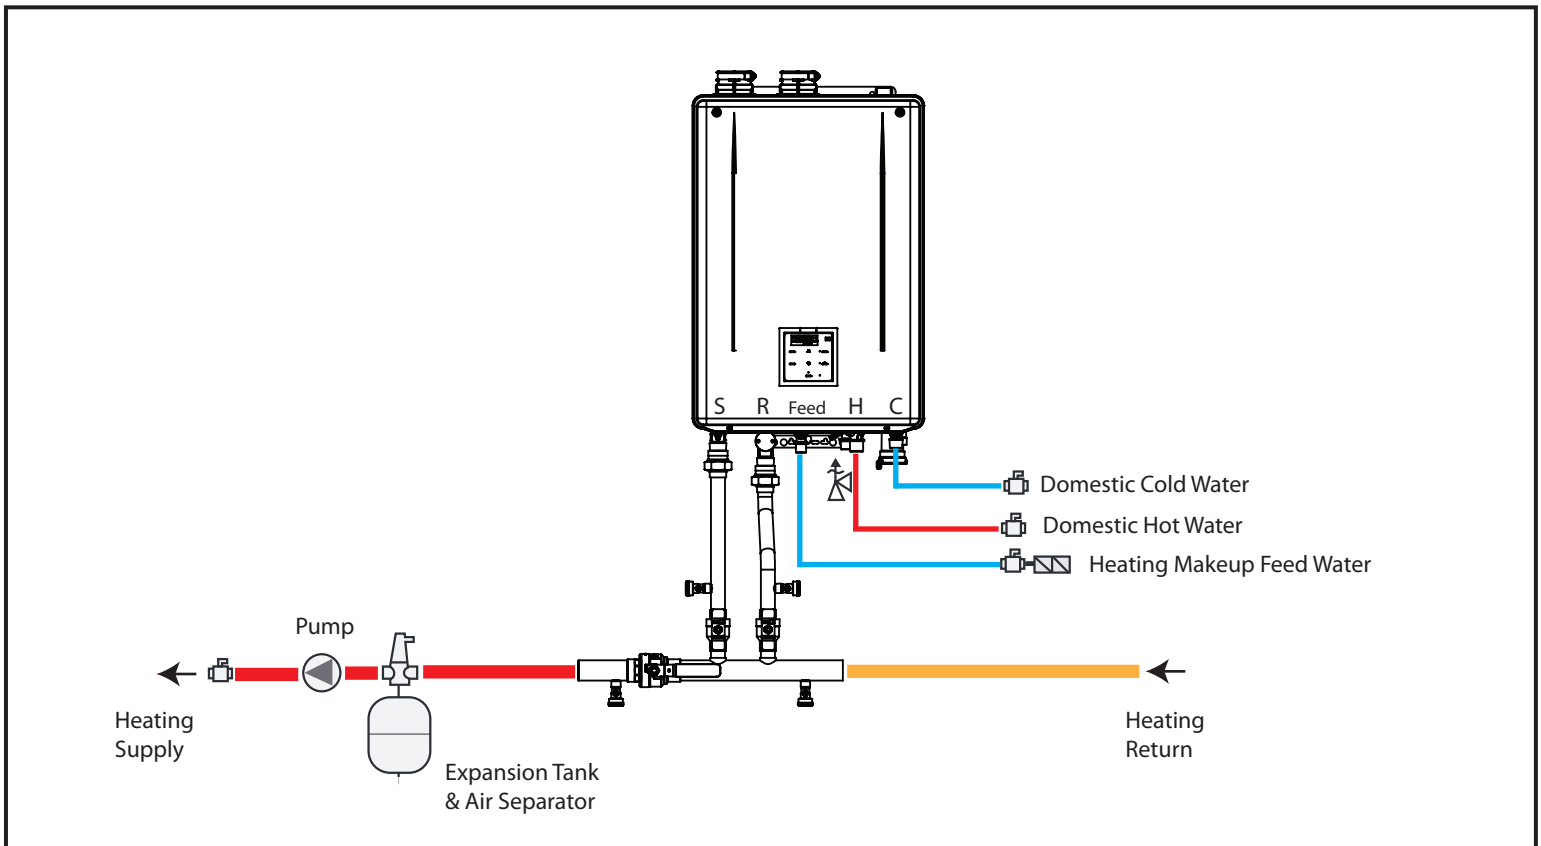 S R Feed H C
Domestic Cold Water
Domestic Hot Water
Heating Makeup Feed Water
Pump
Heating
Supply
Expansion Tank
& Air Separator
Heating
Return